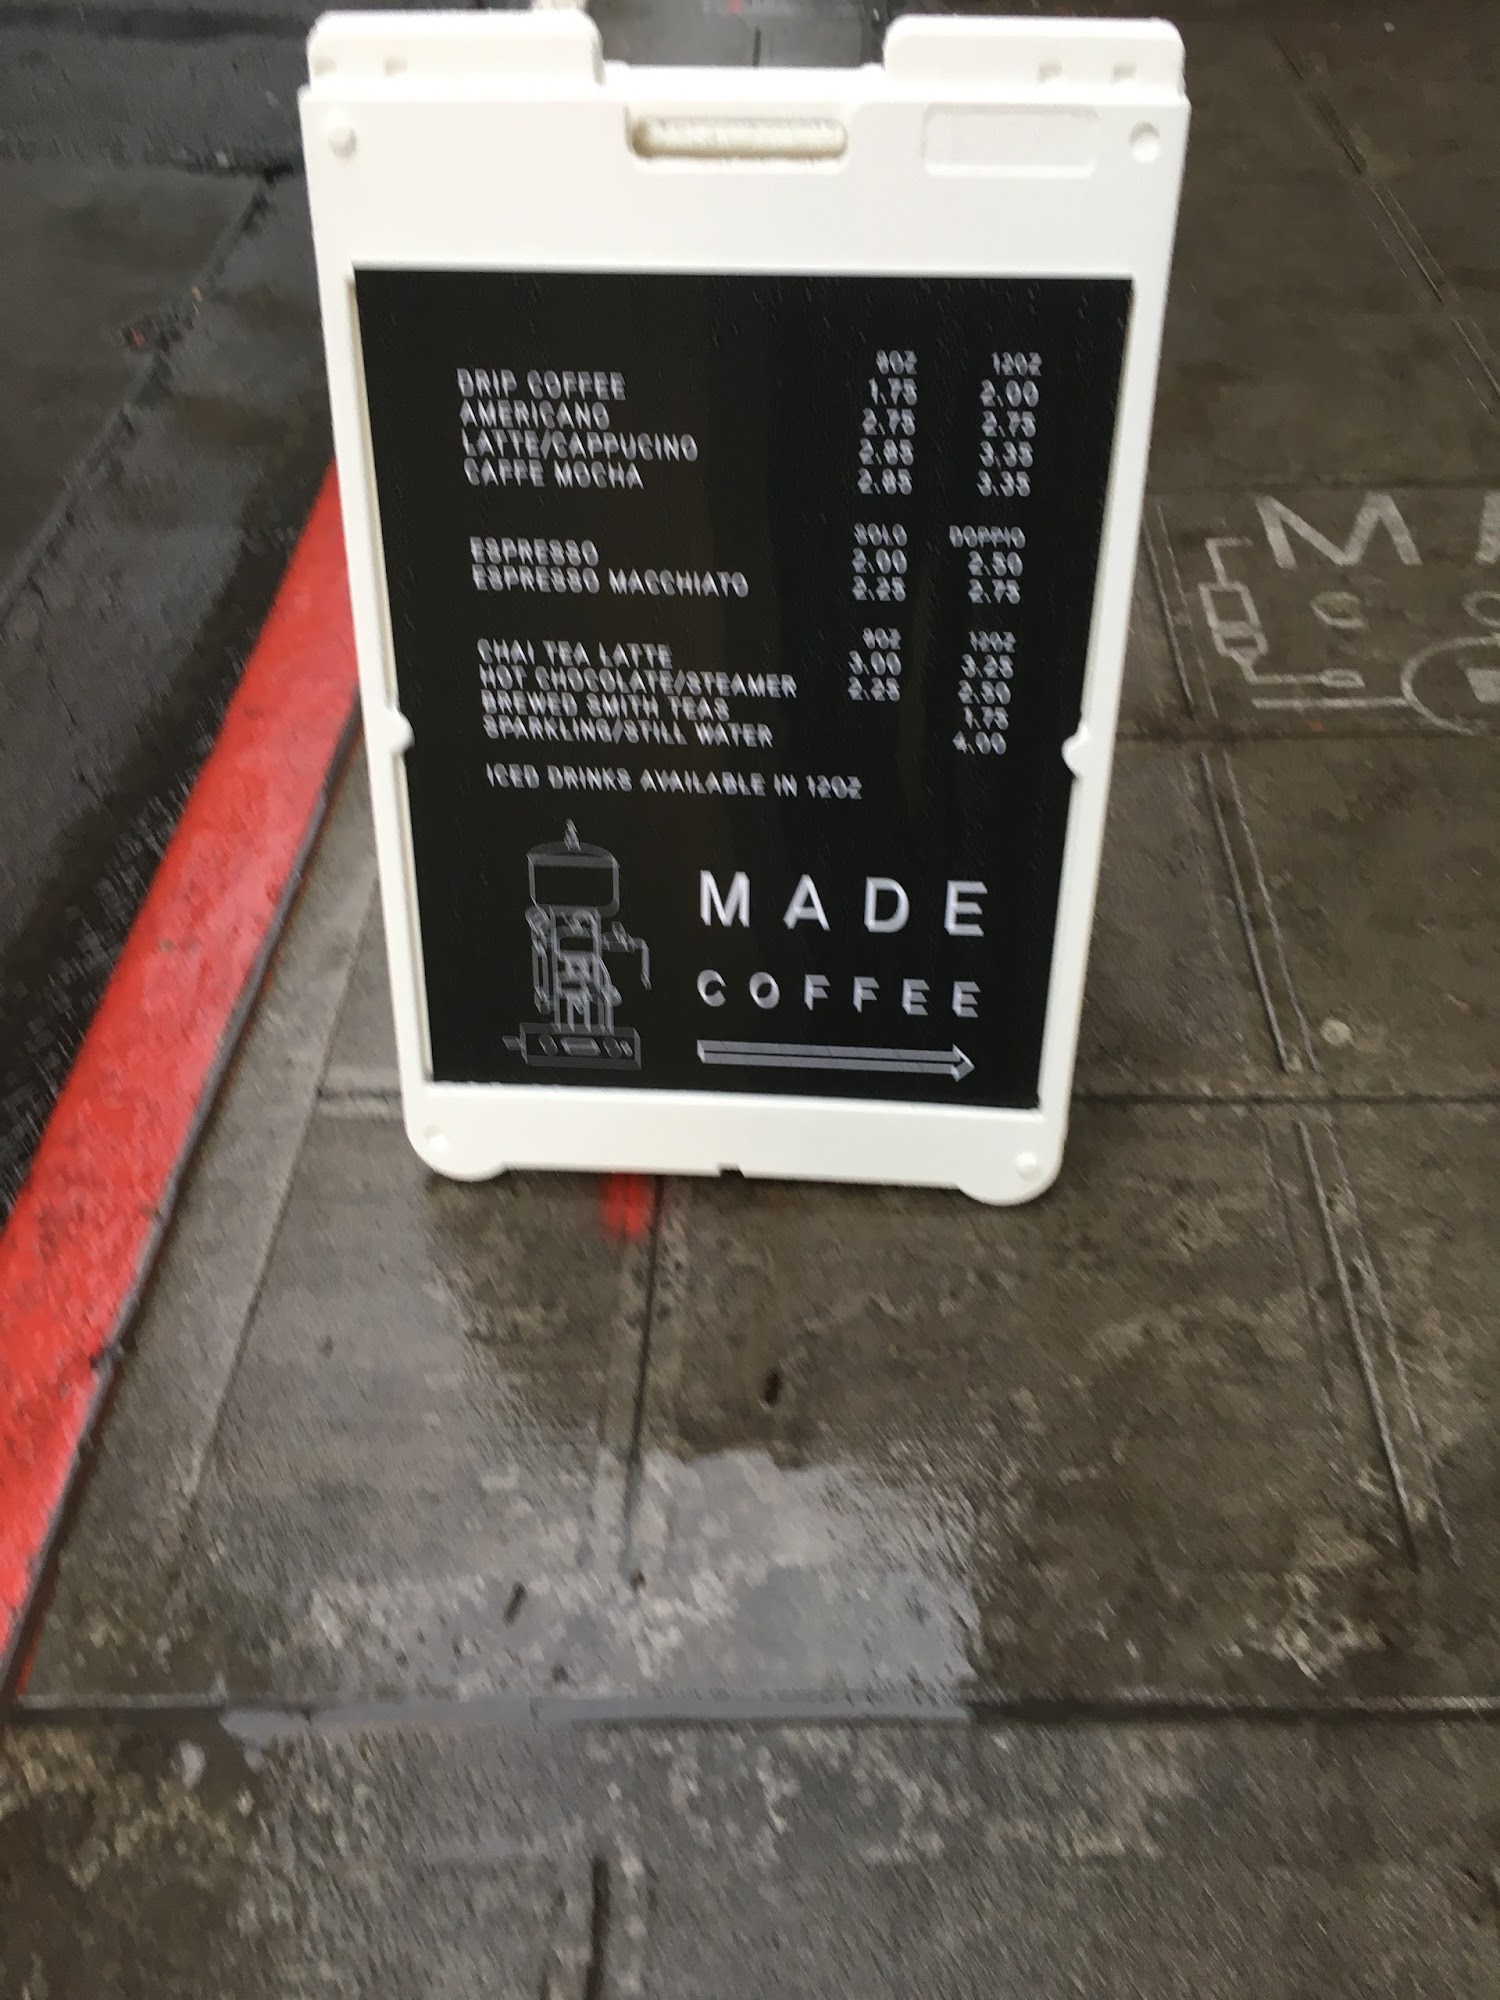 8OZ 12OZ
DRIP COFFEE 1.75 2.00
AMERICANO 2.75 2.75
LATTE/CAPPUCINO 2.85 3.35
CAFFE MOCHA 2.85 3.35
SOLO DOPPIO
ESPRESSO 2.00 2.50
ESPRESSO MACCHIATO 2.25 2.75
8OZ 12OZ
CHAI TEA LATTE 3.00 3.25
HOT CHOCOLATE/STEAMER 2.25 2.50
BREWED SMITH TEAS 1.75
SPARKLING/STILL WATER 4.00
ICED DRINKS AVAILABLE IN 12OZ
MADE
COFFEE